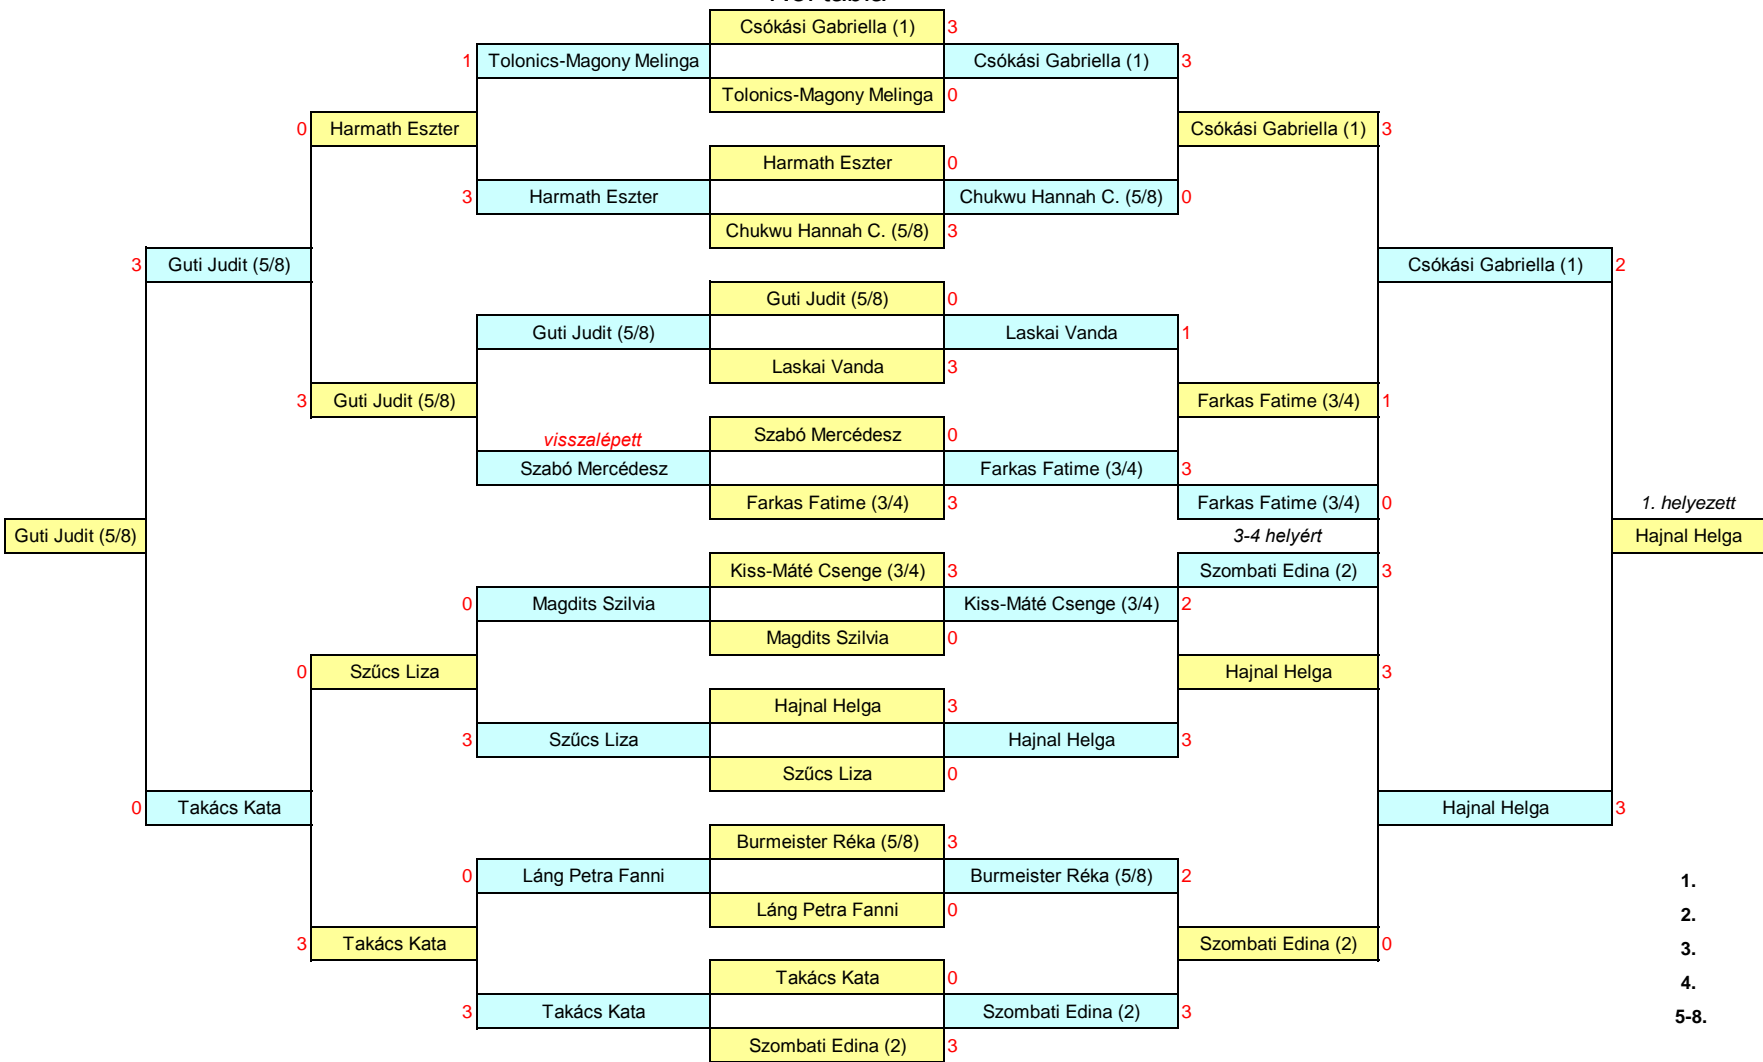 Csókási Gabriella (1) 3
1 Tolonics-Magony Melinga Csókási Gabriella (1) 3
Tolonics-Magony Melinga 0
0 Harmath Eszter Csókási Gabriella (1) 3
Harmath Eszter 0
3 Harmath Eszter Chukwu Hannah C. (5/8) 0
Chukwu Hannah C. (5/8) 3
3 Guti Judit (5/8) Csókási Gabriella (1) 2
Guti Judit (5/8) 0
Guti Judit (5/8) Laskai Vanda 1
Laskai Vanda 3
3 Guti Judit (5/8) Farkas Fatime (3/4) 1
visszalépett Szabó Mercédesz 0
Szabó Mercédesz Farkas Fatime (3/4) 3
Farkas Fatime (3/4) 3 Farkas Fatime (3/4) 0 1. helyezett
Guti Judit (5/8) 3-4 helyért Hajnal Helga
Kiss-Máté Csenge (3/4) 3 Szombati Edina (2) 3
0 Magdits Szilvia Kiss-Máté Csenge (3/4) 2
Magdits Szilvia 0
0 Szűcs Liza Hajnal Helga 3
Hajnal Helga 3
3 Szűcs Liza Hajnal Helga 3
Szűcs Liza 0
0 Takács Kata Hajnal Helga 3
Burmeister Réka (5/8) 3
0 Láng Petra Fanni Burmeister Réka (5/8) 2 1.
Láng Petra Fanni 0 2.
3 Takács Kata Szombati Edina (2) 0 3.
Takács Kata 0 4.
3 Takács Kata Szombati Edina (2) 3 5-8.
Szombati Edina (2) 3